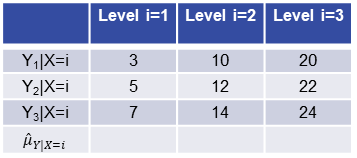 Level i=1 Level i=2 Level i=3
Y₁|X=i 3 10 20
Y₂|X=i 5 12 22
Y₃|X=i 7 14 24
μ̂_{Y|X=i}